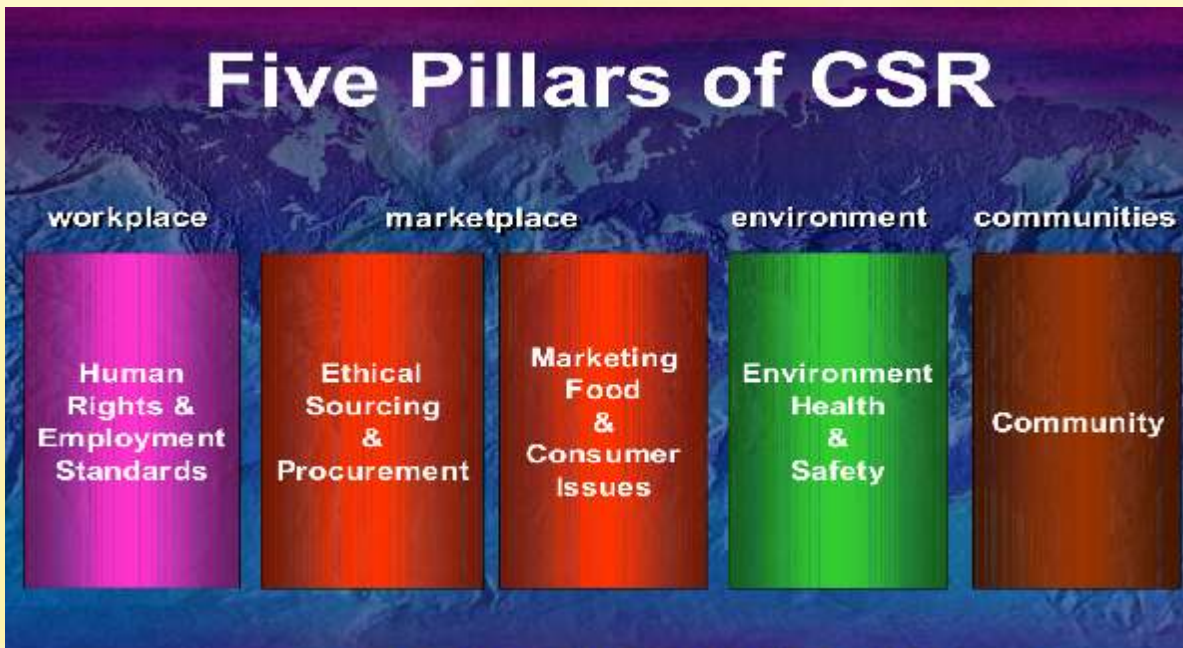 Five Pillars of CSR
workplace
marketplace
environment
communities
Human
Rights &
Employment
Standards
Ethical
Sourcing
&
Procurement
Marketing
Food
&
Consumer
Issues
Environment
Health
&
Safety
Community